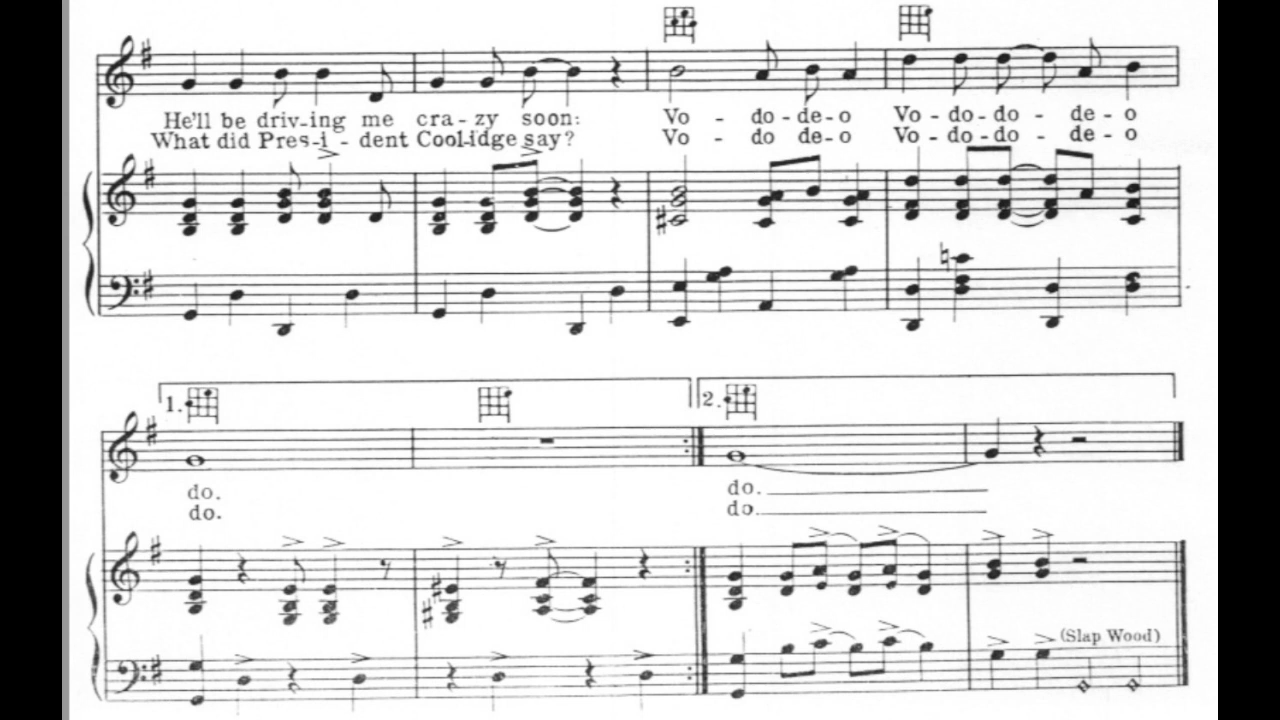 He'll be driv-ing me cra-zy soon: Vo - do-de-o Vo-do-do - de-o
What did Pres-i-dent Cool-idge say? Vo - do de-o Vo-do-do - de-o
1. 2.
do. do.
do. do.
(Slap Wood)